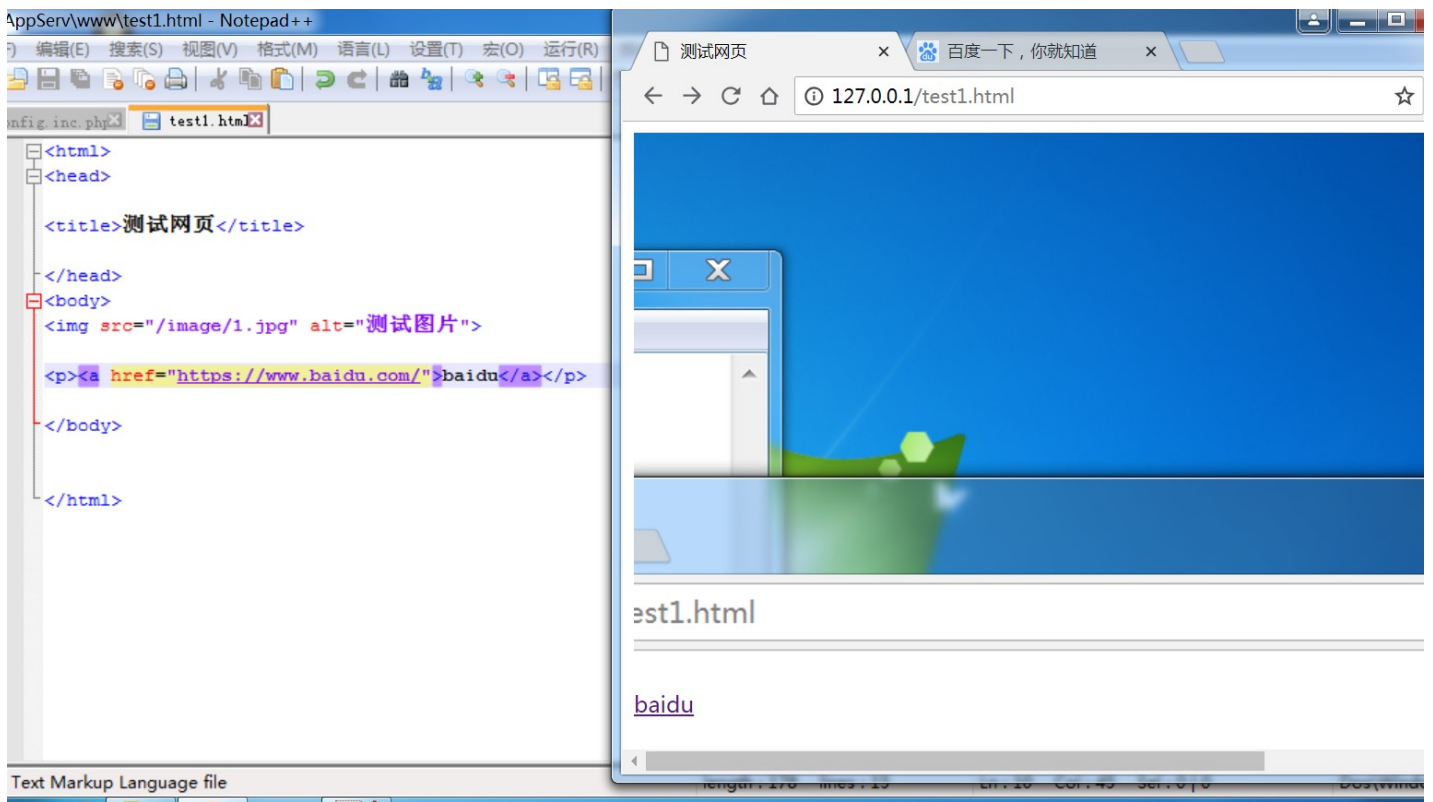 AppServ\www\test1.html - Notepad++
编辑(E) 搜索(S) 视图(V) 格式(M) 语言(L) 设置(T) 宏(O) 运行(R)
test1.html
<html>
<head>
<title>测试网页</title>
</head>
<body>
<img src="/image/1.jpg" alt="测试图片">
<p><a href="https://www.baidu.com/">baidu</a></p>
</body>
</html>
Text Markup Language file
测试网页
百度一下，你就知道
127.0.0.1/test1.html
est1.html
baidu